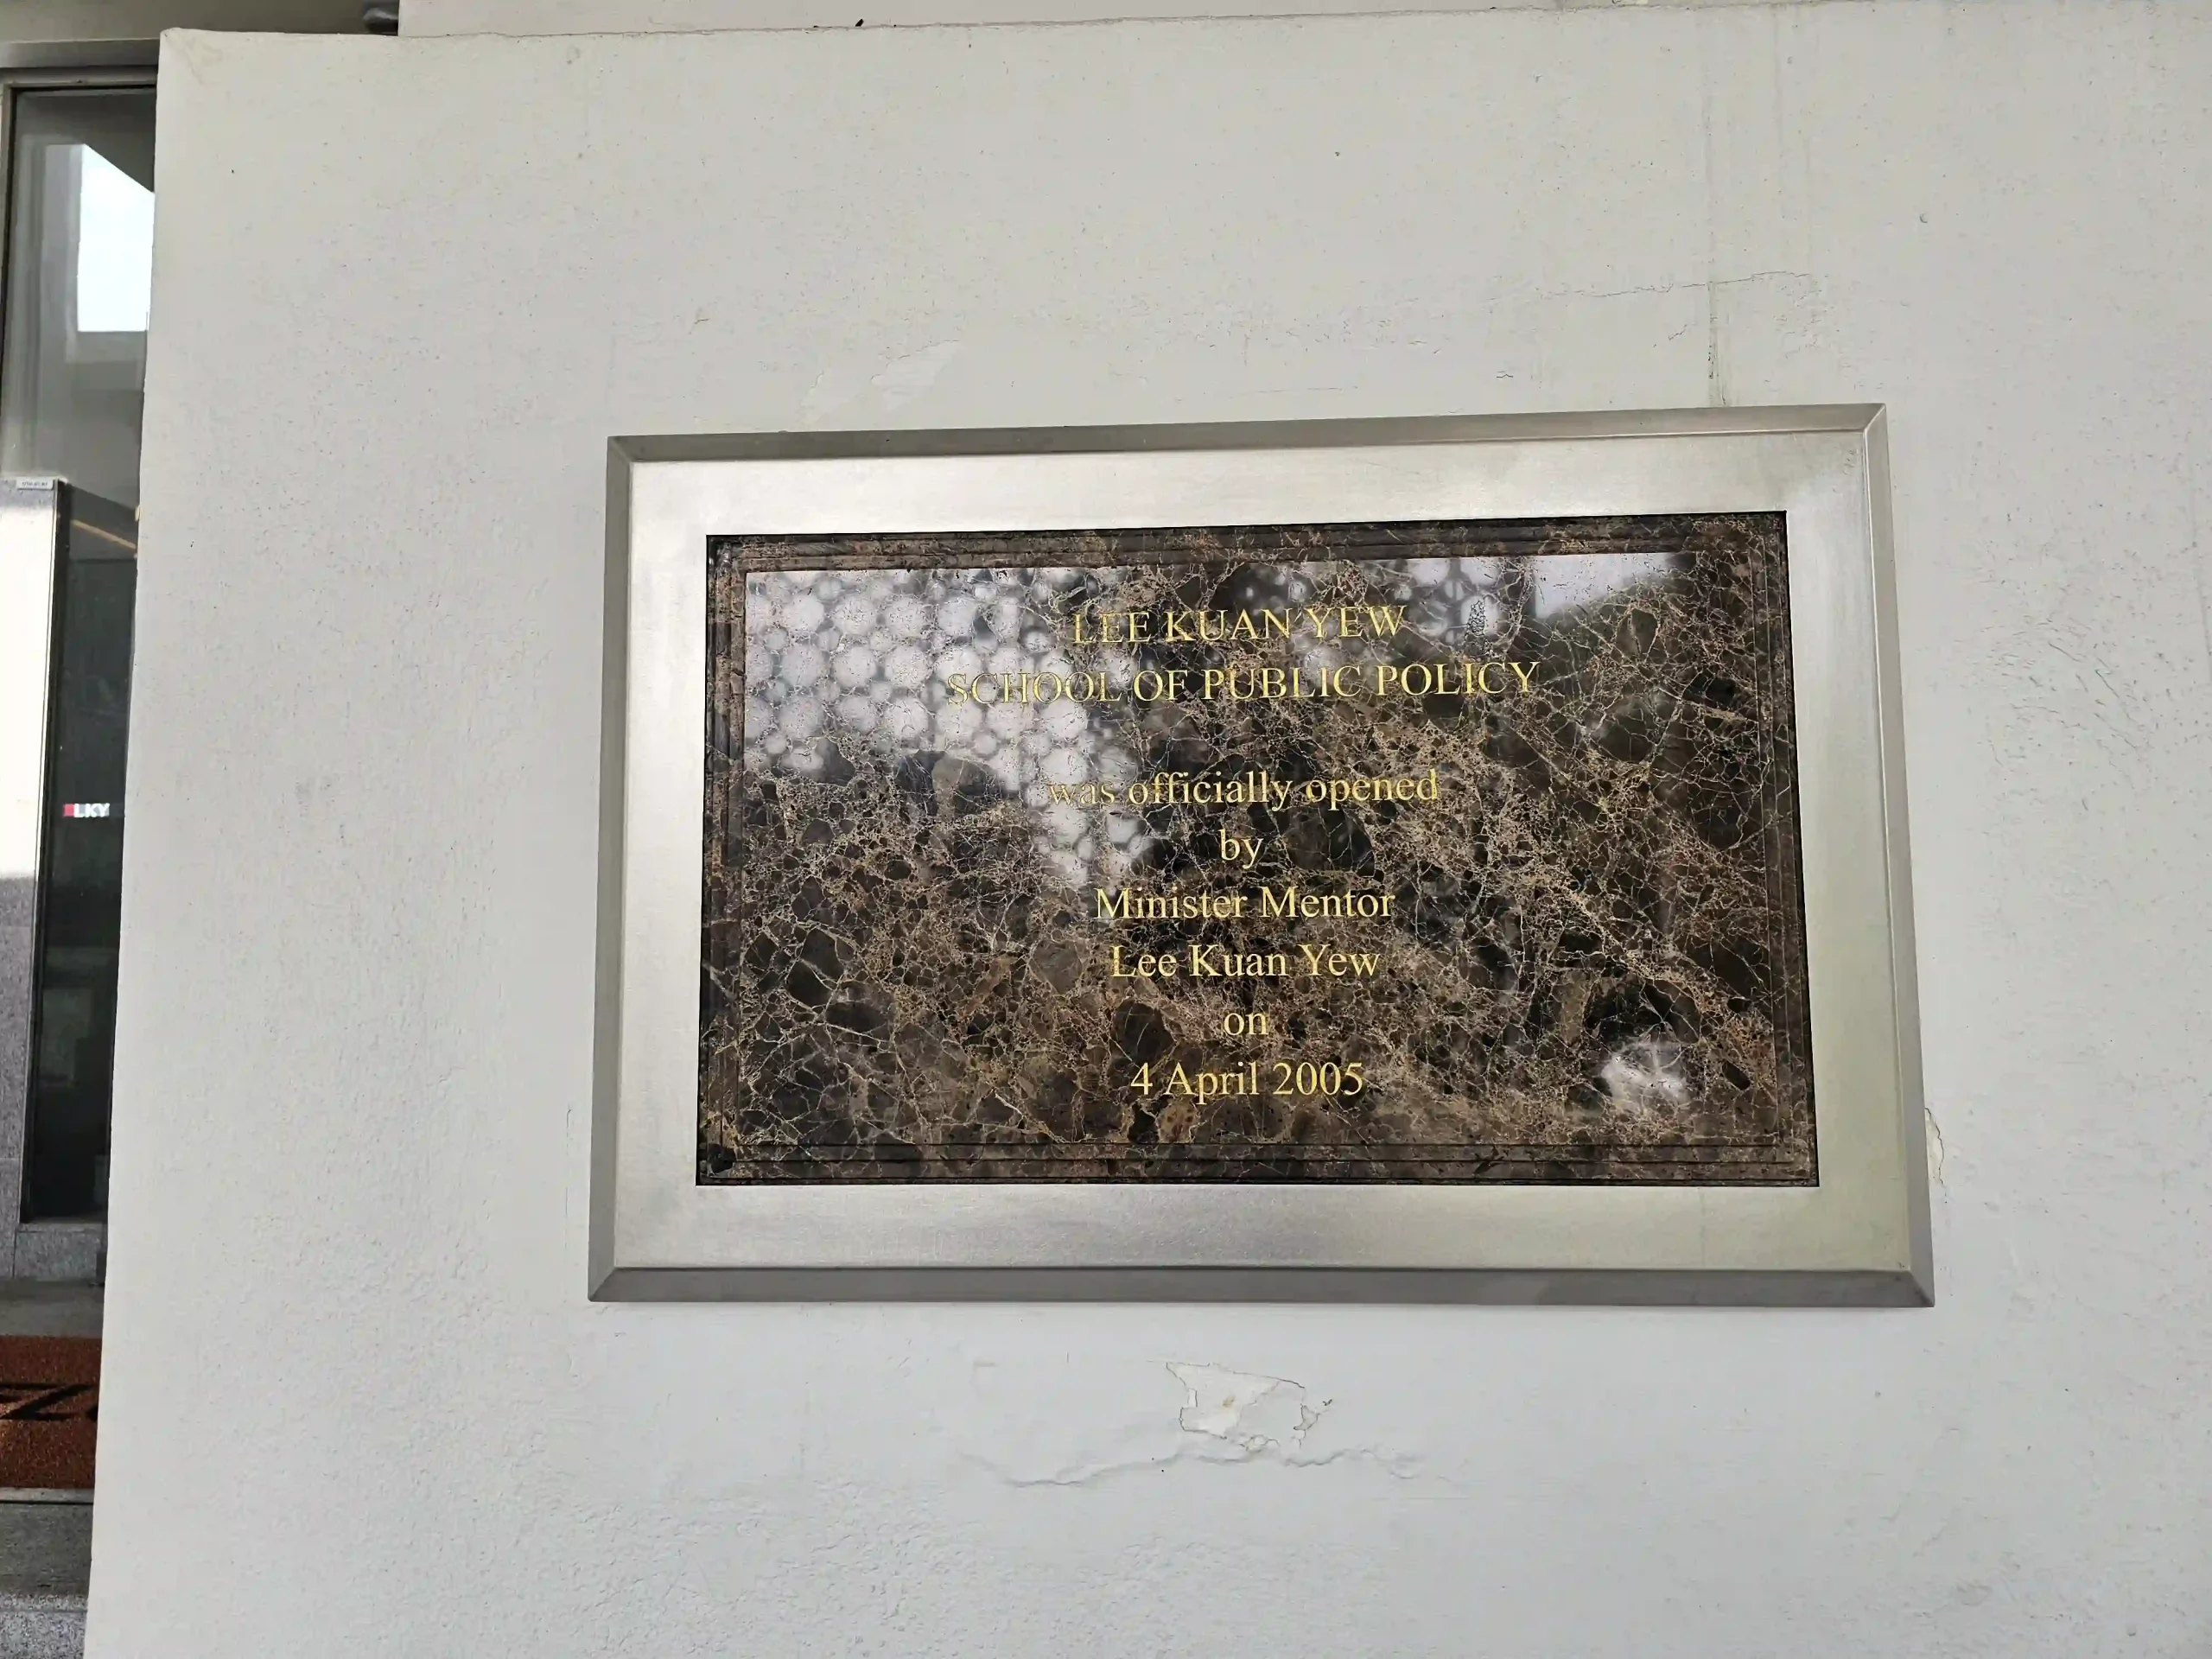 LKY
LEE KUAN YEW
SCHOOL OF PUBLIC POLICY
was officially opened
by
Minister Mentor
Lee Kuan Yew
on
4 April 2005